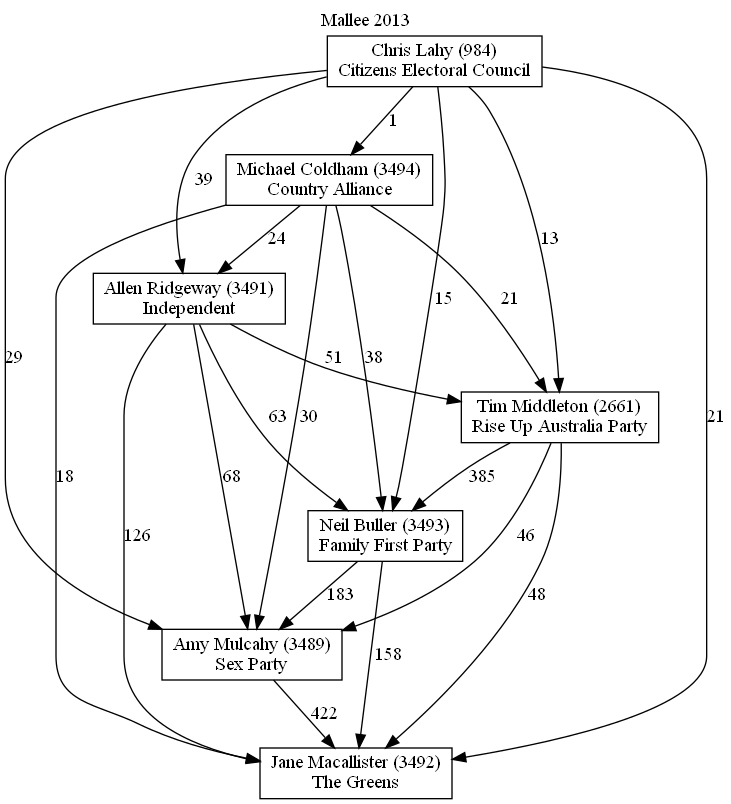 Mallee 2013
Chris Lahy (984)
Citizens Electoral Council
1
39
Michael Coldham (3494)
Country Alliance
24
13
Allen Ridgeway (3491)
Independent
15
21
29
51
38
Tim Middleton (2661)
Rise Up Australia Party
63
30
21
18
68
385
Neil Buller (3493)
Family First Party
126
46
183
48
Amy Mulcahy (3489)
Sex Party
158
422
Jane Macallister (3492)
The Greens